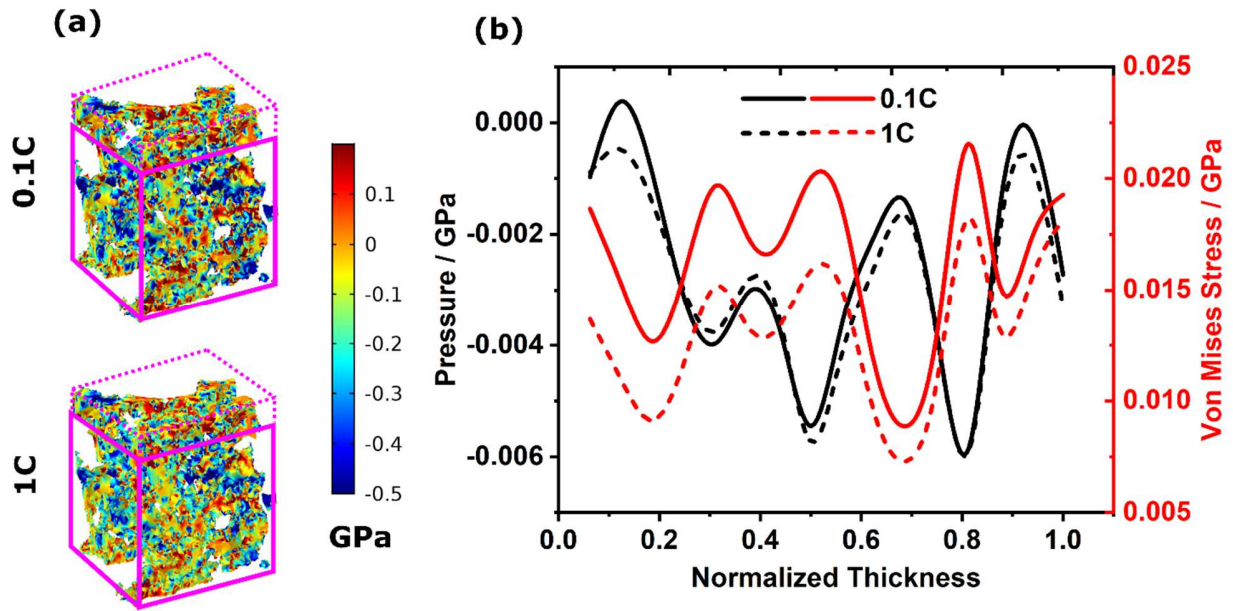 (a)
0.1C
1C
0.1
0
-0.1
-0.2
-0.3
-0.4
-0.5
GPa
(b)
0.1C
1C
Pressure / GPa
0.000
-0.002
-0.004
-0.006
0.0
0.2
0.4
0.6
0.8
1.0
Normalized Thickness
0.025
0.020
0.015
0.010
0.005
Von Mises Stress / GPa